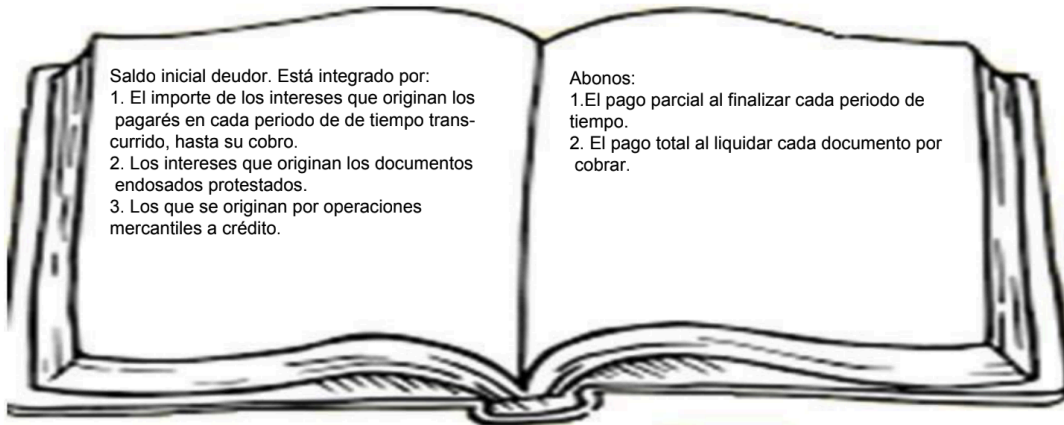 Saldo inicial deudor. Está integrado por:
1. El importe de los intereses que originan los
pagarés en cada periodo de de tiempo trans-
currido, hasta su cobro.
2. Los intereses que originan los documentos
endosados protestados.
3. Los que se originan por operaciones
mercantiles a crédito.
Abonos:
1.El pago parcial al finalizar cada periodo de
tiempo.
2. El pago total al liquidar cada documento por
cobrar.